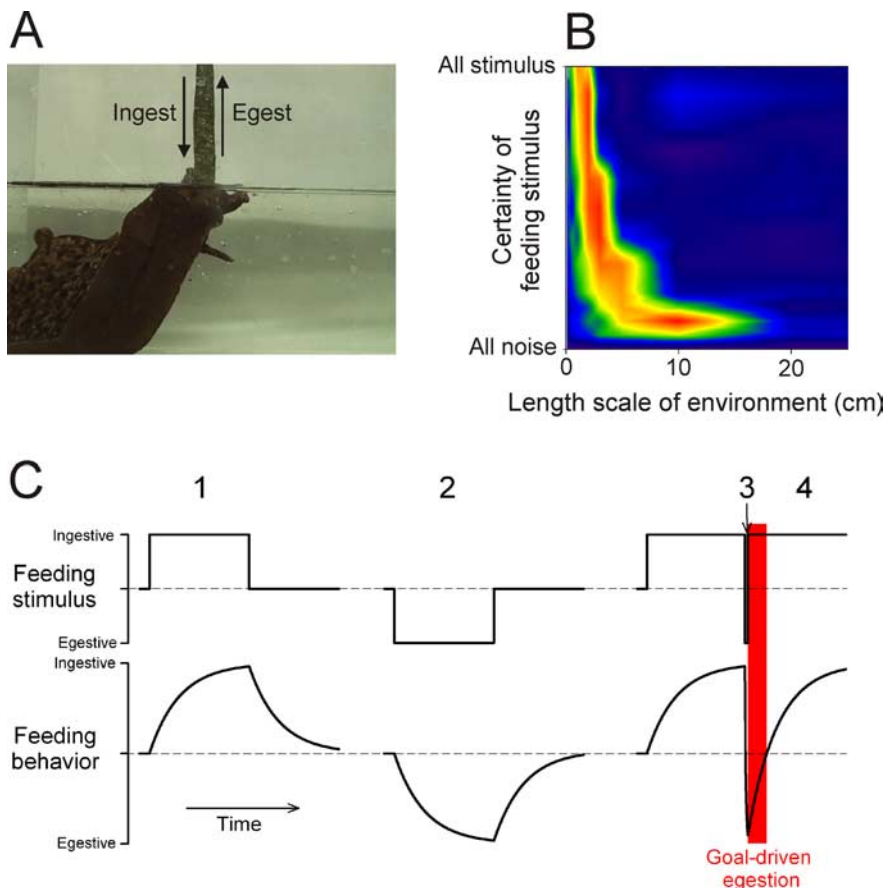 A
Ingest
Egest
B
All stimulus
Certainty of
feeding stimulus
All noise
0
10
20
Length scale of environment (cm)
C
1
2
3
4
Ingestive
Feeding
stimulus
Egestive
Ingestive
Feeding
behavior
Egestive
Time
Goal-driven
egestion